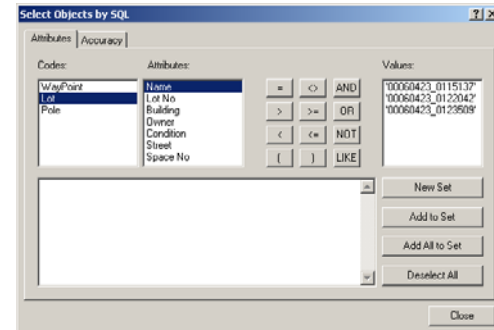 Select Objects by SQL
Attributes Accuracy
Codes: Attributes: Values:
WayPoint
Lot
Pole
Name
Lot No
Building
Owner
Condition
Street
Space No
= <> AND
> >= OR
< <= NOT
( ) LIKE
'00060423_0115137'
'00060423_0122042'
'00060423_0123509'
New Set
Add to Set
Add All to Set
Deselect All
Close